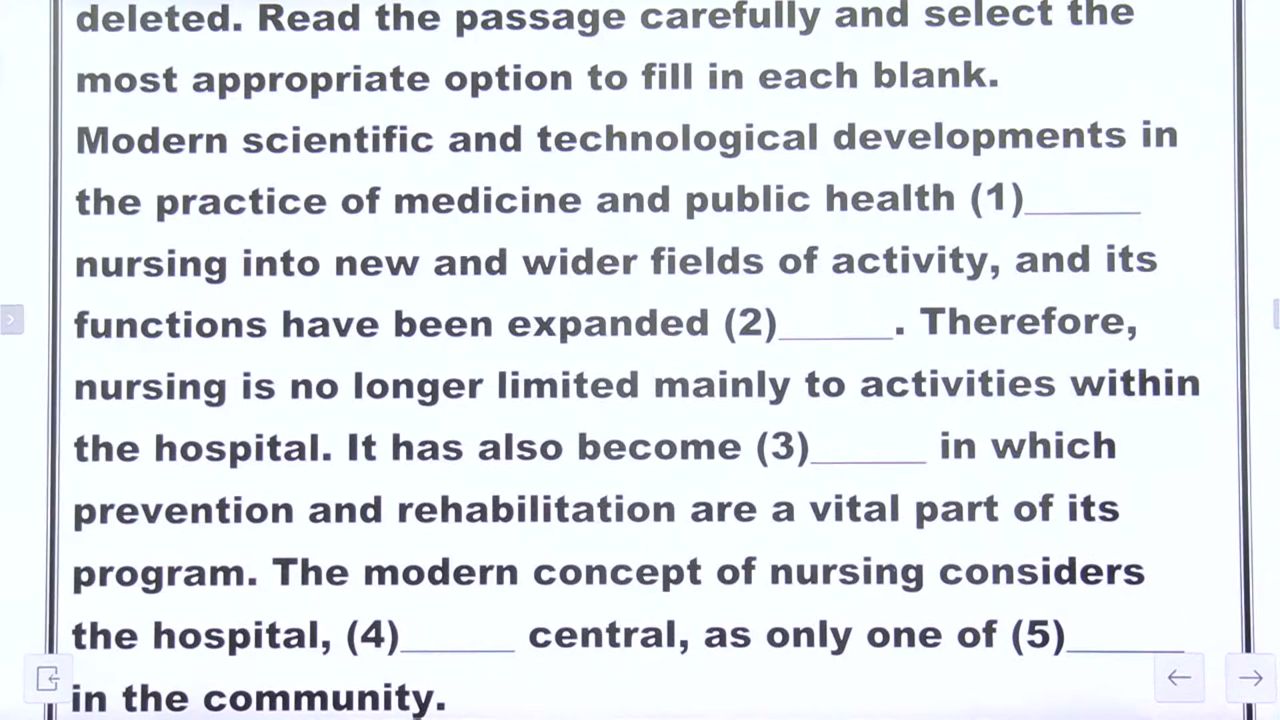 deleted. Read the passage carefully and select the
most appropriate option to fill in each blank.
Modern scientific and technological developments in
the practice of medicine and public health (1)______
nursing into new and wider fields of activity, and its
functions have been expanded (2)______. Therefore,
nursing is no longer limited mainly to activities within
the hospital. It has also become (3)______ in which
prevention and rehabilitation are a vital part of its
program. The modern concept of nursing considers
the hospital, (4)______ central, as only one of (5)______
in the community.